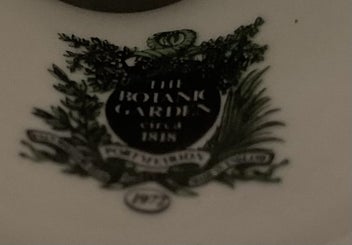 THE
BOTANIC
GARDEN
circa
1818
PORTMEIRION
1972